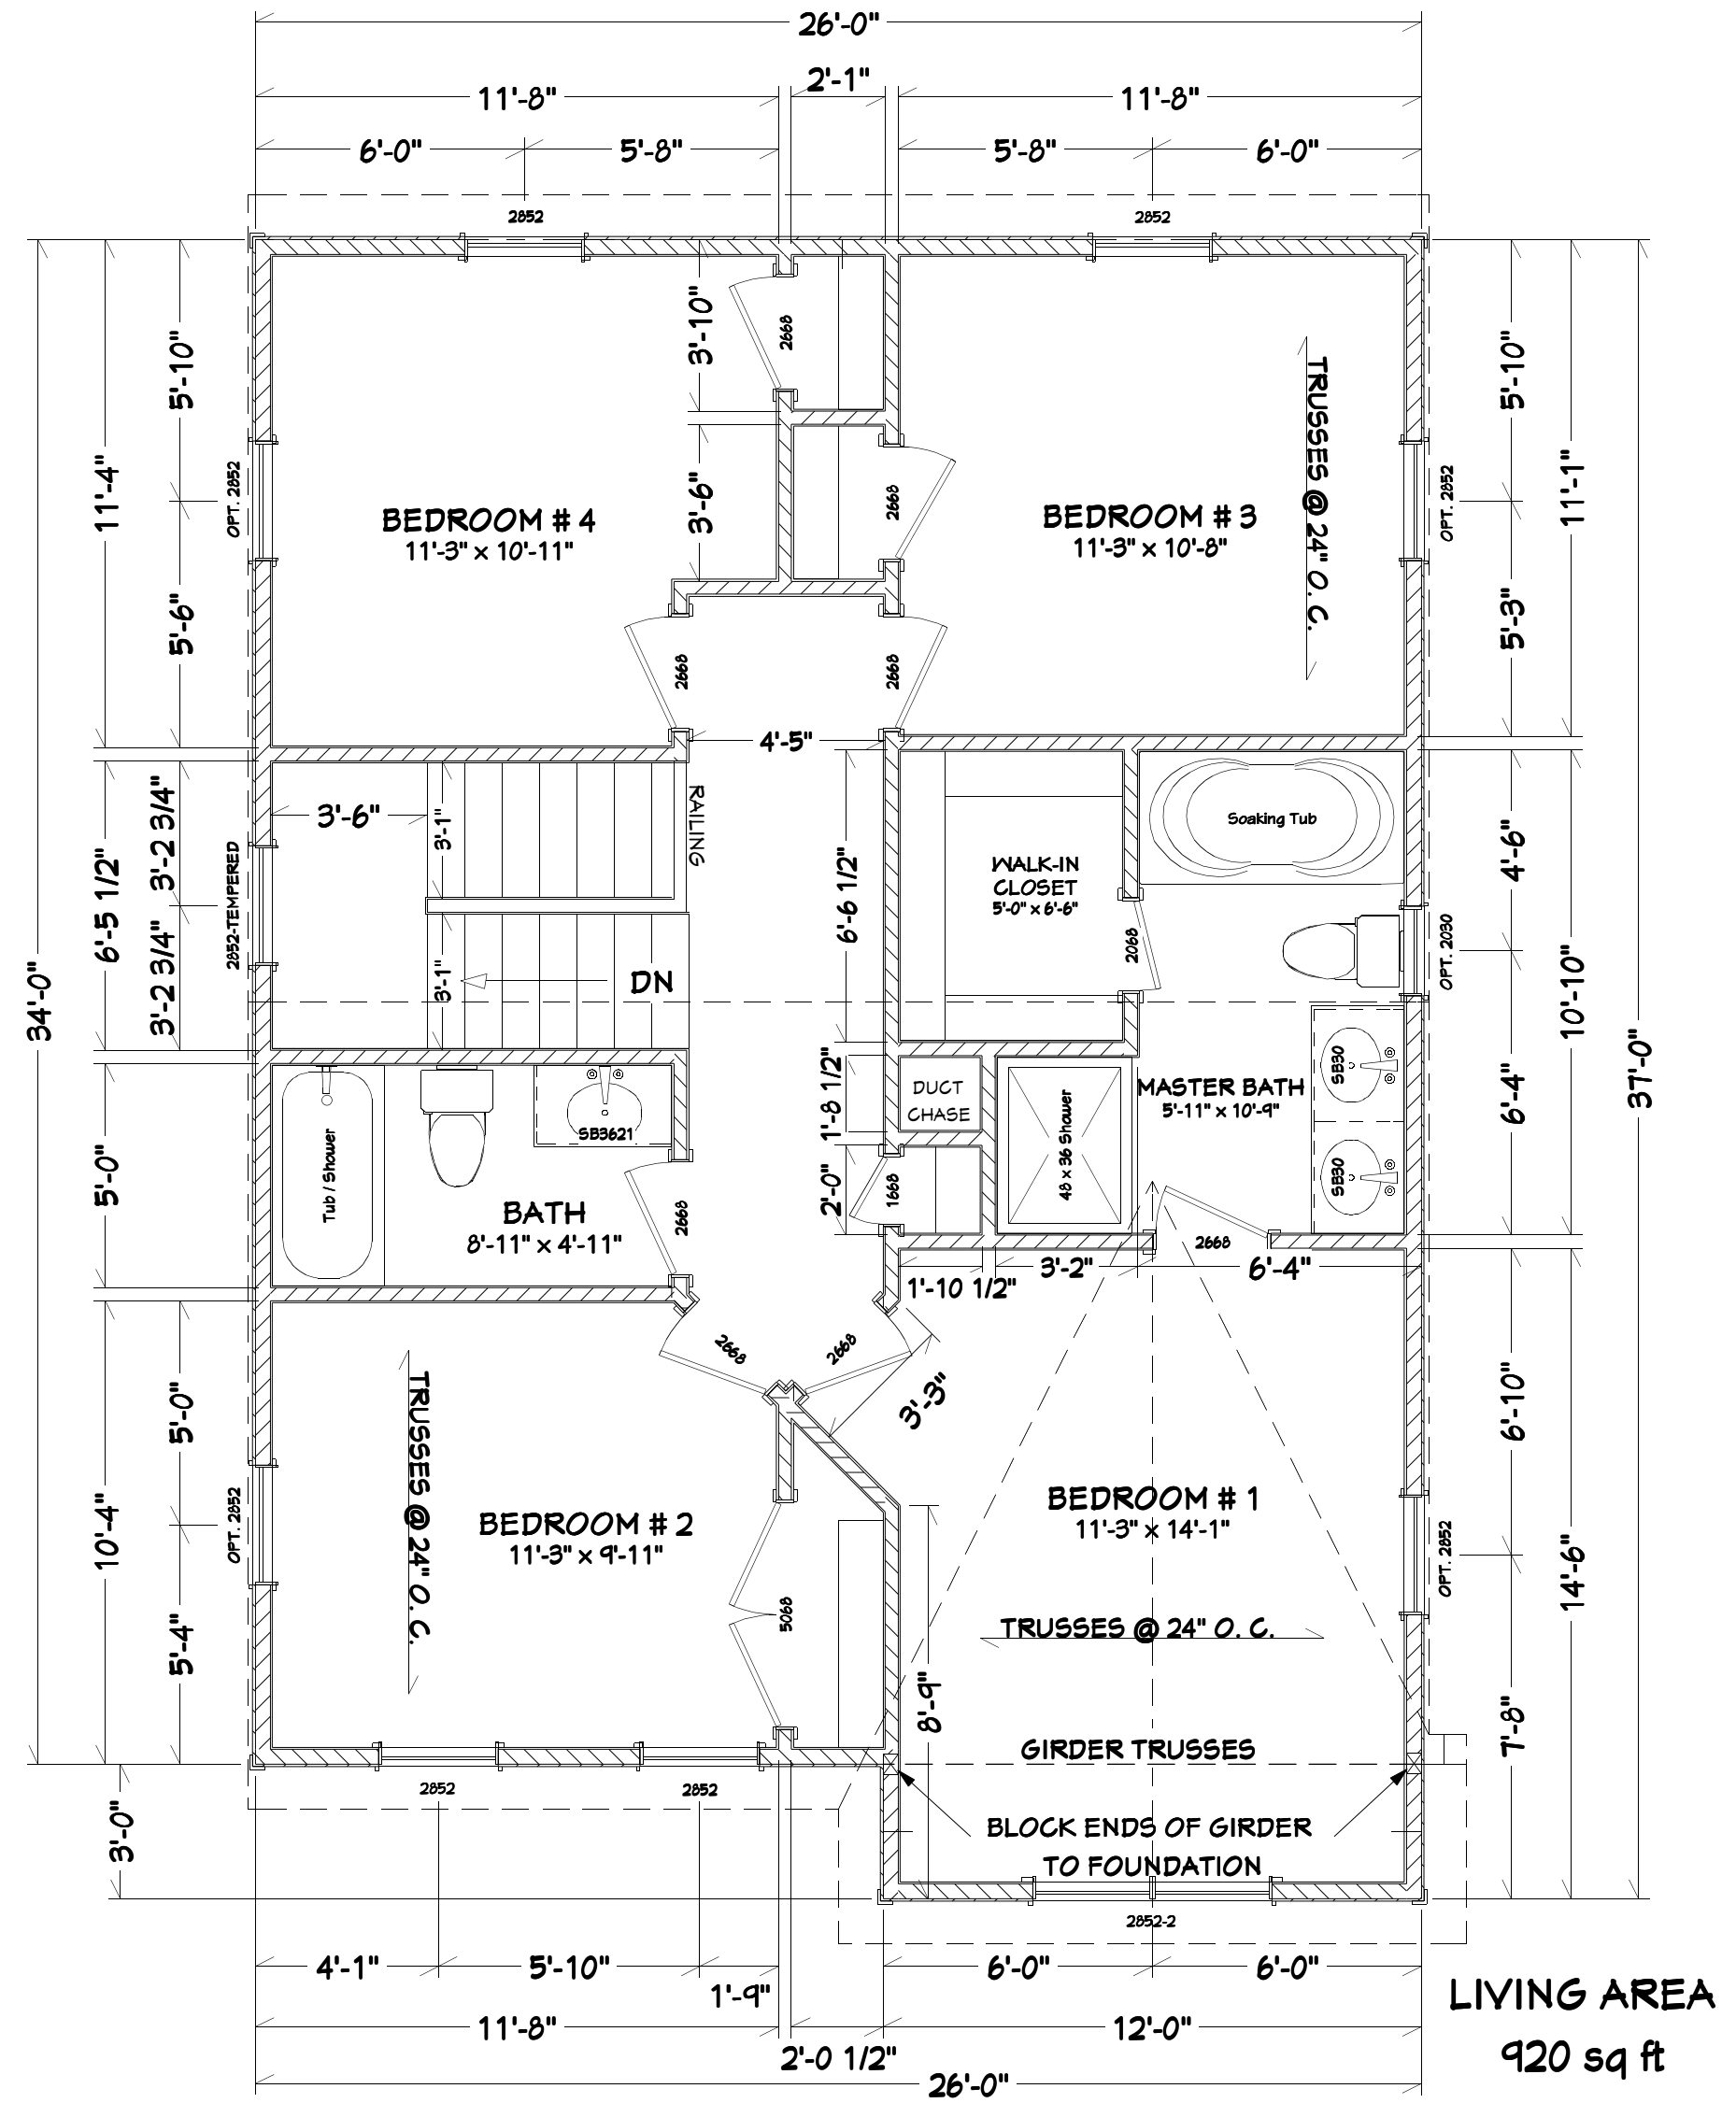 26'-0"
2'-1"
11'-8"
11'-8"
6'-0"
5'-8"
5'-8"
6'-0"
2852
2852
3'-10"
2668
5'-10"
5'-10"
TRUSSES @ 24" O. C.
11'-4"
11'-1"
OPT. 2852
3'-6"
2668
OPT. 2852
BEDROOM # 4
11'-3" x 10'-11"
BEDROOM # 3
11'-3" x 10'-8"
5'-6"
5'-3"
2668
2668
4'-5"
3'-2 3/4"
3'-6"
3'-1"
RAILING
Soaking Tub
4'-6"
6'-5 1/2"
2852-TEMPERED
6'-6 1/2"
WALK-IN
CLOSET
5'-0" x 6'-6"
2068
OPT. 2030
3'-2 3/4"
3'-1"
DN
10'-10"
34'-0"
37'-0"
SB30
DUCT
CHASE
1'-8 1/2"
48 x 36 Shower
MASTER BATH
5'-11" x 10'-9"
6'-4"
SB3621
Tub / Shower
5'-0"
2'-0"
1668
SB30
BATH
8'-11" x 4'-11"
2668
2668
1'-10 1/2"
3'-2"
6'-4"
2668
2668
3'-3"
5'-0"
6'-10"
TRUSSES @ 24" O. C.
10'-4"
OPT. 2852
BEDROOM # 2
11'-3" x 9'-11"
BEDROOM # 1
11'-3" x 14'-1"
OPT. 2852
14'-6"
5068
TRUSSES @ 24" O. C.
5'-4"
8'-9"
7'-8"
GIRDER TRUSSES
2852
2852
3'-0"
BLOCK ENDS OF GIRDER
TO FOUNDATION
2852-2
4'-1"
5'-10"
1'-9"
6'-0"
6'-0"
LIVING AREA
920 sq ft
11'-8"
2'-0 1/2"
12'-0"
26'-0"